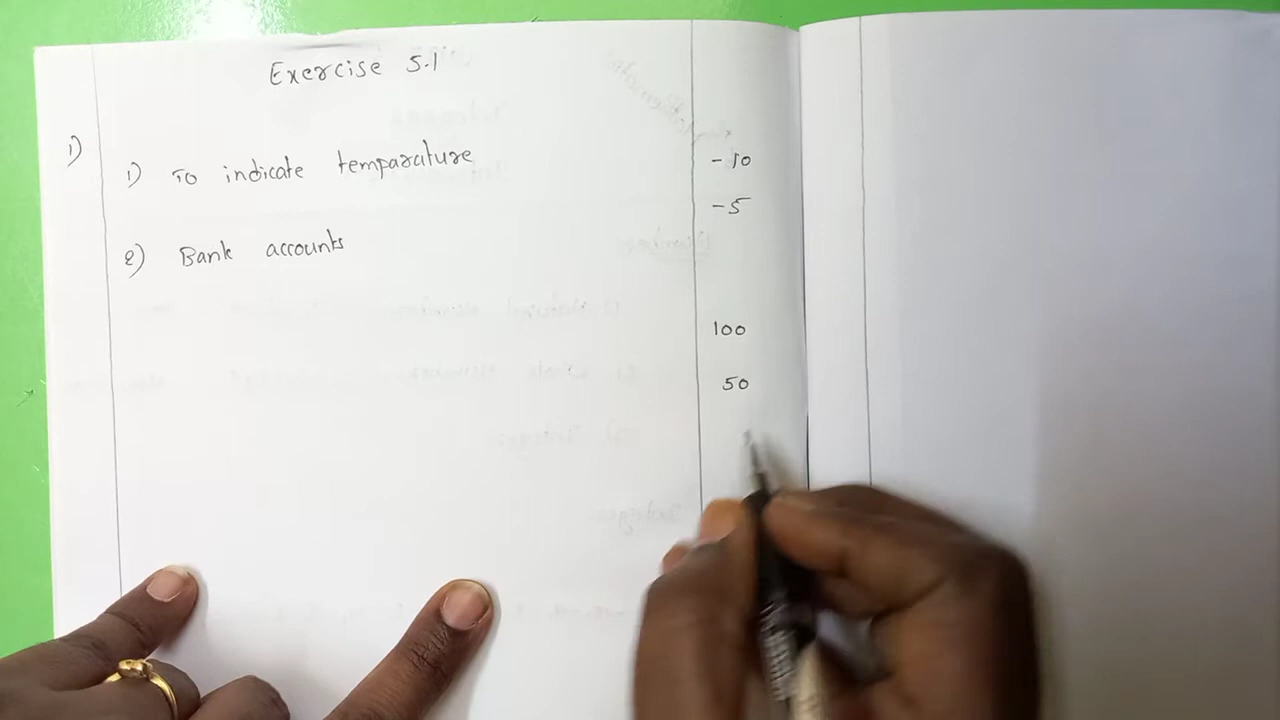 Exercise 5.1
1)
1) To indicate temparature
-10
-5
2) Bank accounts
100
50